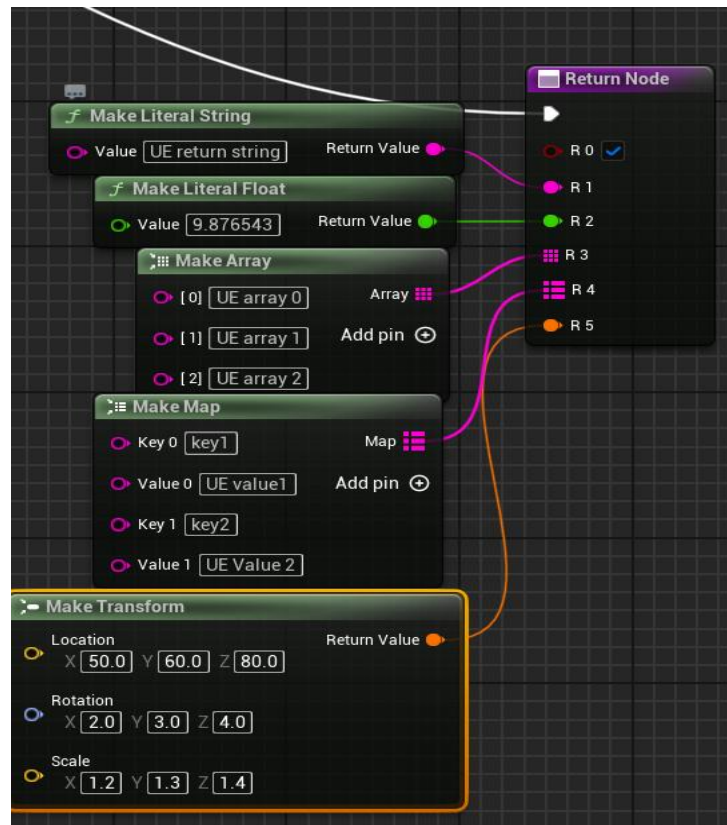 Return Node
R 0
R 1
R 2
R 3
R 4
R 5
f Make Literal String
Value UE return string Return Value
f Make Literal Float
Value 9.876543 Return Value
Make Array
[0] UE array 0 Array
[1] UE array 1 Add pin
[2] UE array 2
Make Map
Key 0 key1 Map
Value 0 UE value1 Add pin
Key 1 key2
Value 1 UE Value 2
Make Transform
Location Return Value
X 50.0 Y 60.0 Z 80.0
Rotation
X 2.0 Y 3.0 Z 4.0
Scale
X 1.2 Y 1.3 Z 1.4